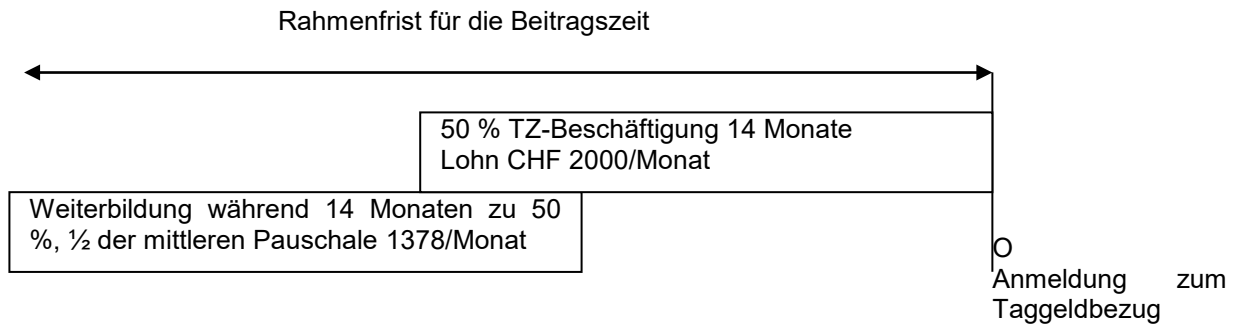 Rahmenfrist für die Beitragszeit
50 % TZ-Beschäftigung 14 Monate
Lohn CHF 2000/Monat
Weiterbildung während 14 Monaten zu 50
%, ½ der mittleren Pauschale 1378/Monat
O
Anmeldung zum
Taggeldbezug